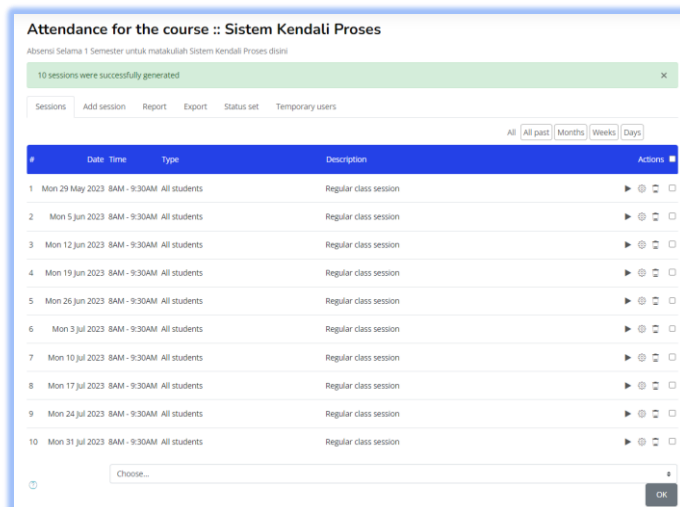 Attendance for the course :: Sistem Kendali Proses
Absensi Selama 1 Semester untuk matakuliah Sistem Kendali Proses disini
10 sessions were successfully generated ×
Sessions Add session Report Export Status set Temporary users
All All past Months Weeks Days
# Date Time Type Description Actions
1 Mon 29 May 2023 8AM - 9:30AM All students Regular class session
2 Mon 5 Jun 2023 8AM - 9:30AM All students Regular class session
3 Mon 12 Jun 2023 8AM - 9:30AM All students Regular class session
4 Mon 19 Jun 2023 8AM - 9:30AM All students Regular class session
5 Mon 26 Jun 2023 8AM - 9:30AM All students Regular class session
6 Mon 3 Jul 2023 8AM - 9:30AM All students Regular class session
7 Mon 10 Jul 2023 8AM - 9:30AM All students Regular class session
8 Mon 17 Jul 2023 8AM - 9:30AM All students Regular class session
9 Mon 24 Jul 2023 8AM - 9:30AM All students Regular class session
10 Mon 31 Jul 2023 8AM - 9:30AM All students Regular class session
Choose...
OK